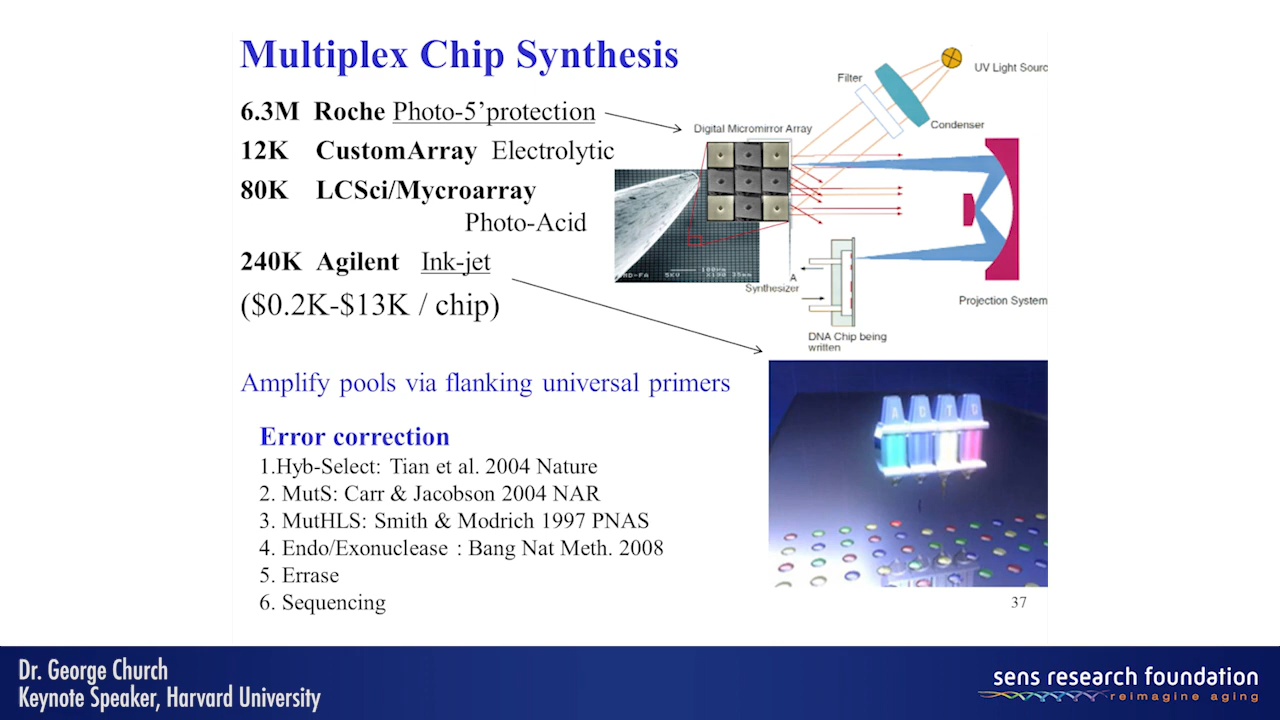 Multiplex Chip Synthesis
6.3M Roche Photo-5’protection
12K CustomArray Electrolytic
80K LCSci/Mycroarray
Photo-Acid
240K Agilent Ink-jet
($0.2K-$13K / chip)
Amplify pools via flanking universal primers
Error correction
1.Hyb-Select: Tian et al. 2004 Nature
2. MutS: Carr & Jacobson 2004 NAR
3. MutHLS: Smith & Modrich 1997 PNAS
4. Endo/Exonuclease : Bang Nat Meth. 2008
5. Errase
6. Sequencing
UV Light Sourc
Filter
Condenser
Digital Micromirror Array
5KV
A
Synthesizer
Projection System
DNA Chip being
written
A
T
37
Dr. George Church
Keynote Speaker, Harvard University
sens research foundation
reimagine aging